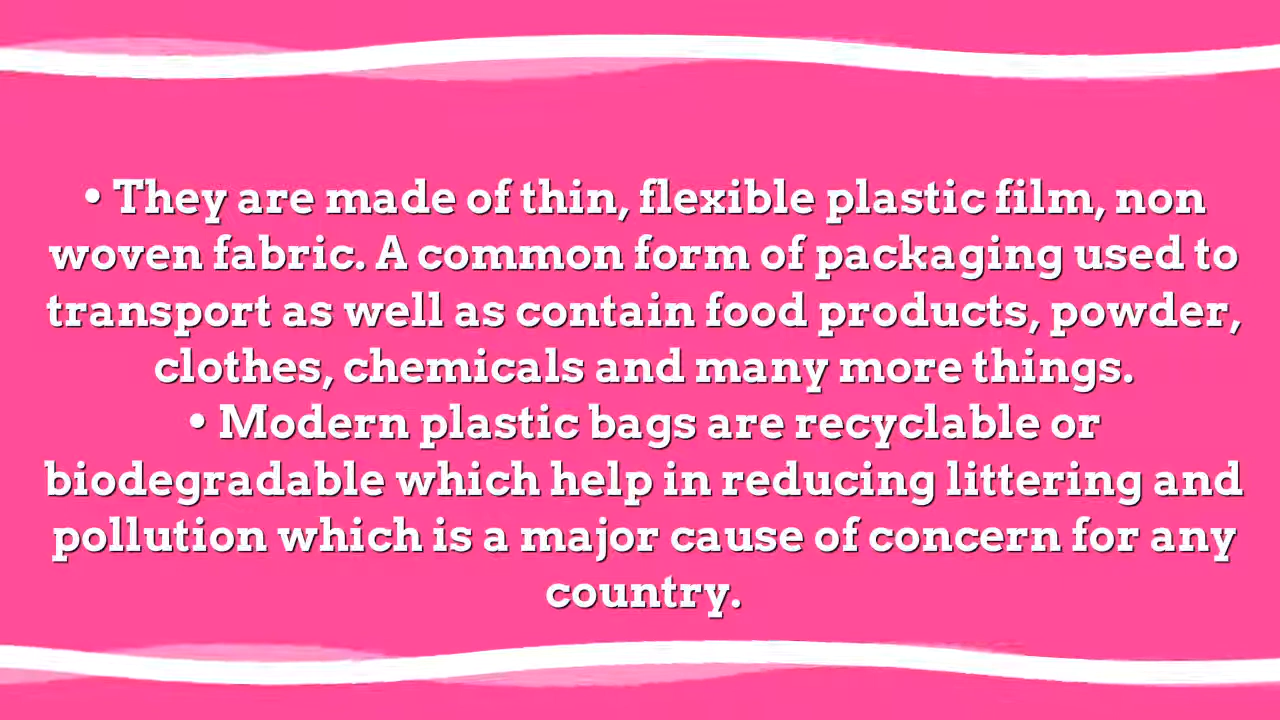 • They are made of thin, flexible plastic film, non
woven fabric. A common form of packaging used to
transport as well as contain food products, powder,
clothes, chemicals and many more things.
• Modern plastic bags are recyclable or
biodegradable which help in reducing littering and
pollution which is a major cause of concern for any
country.